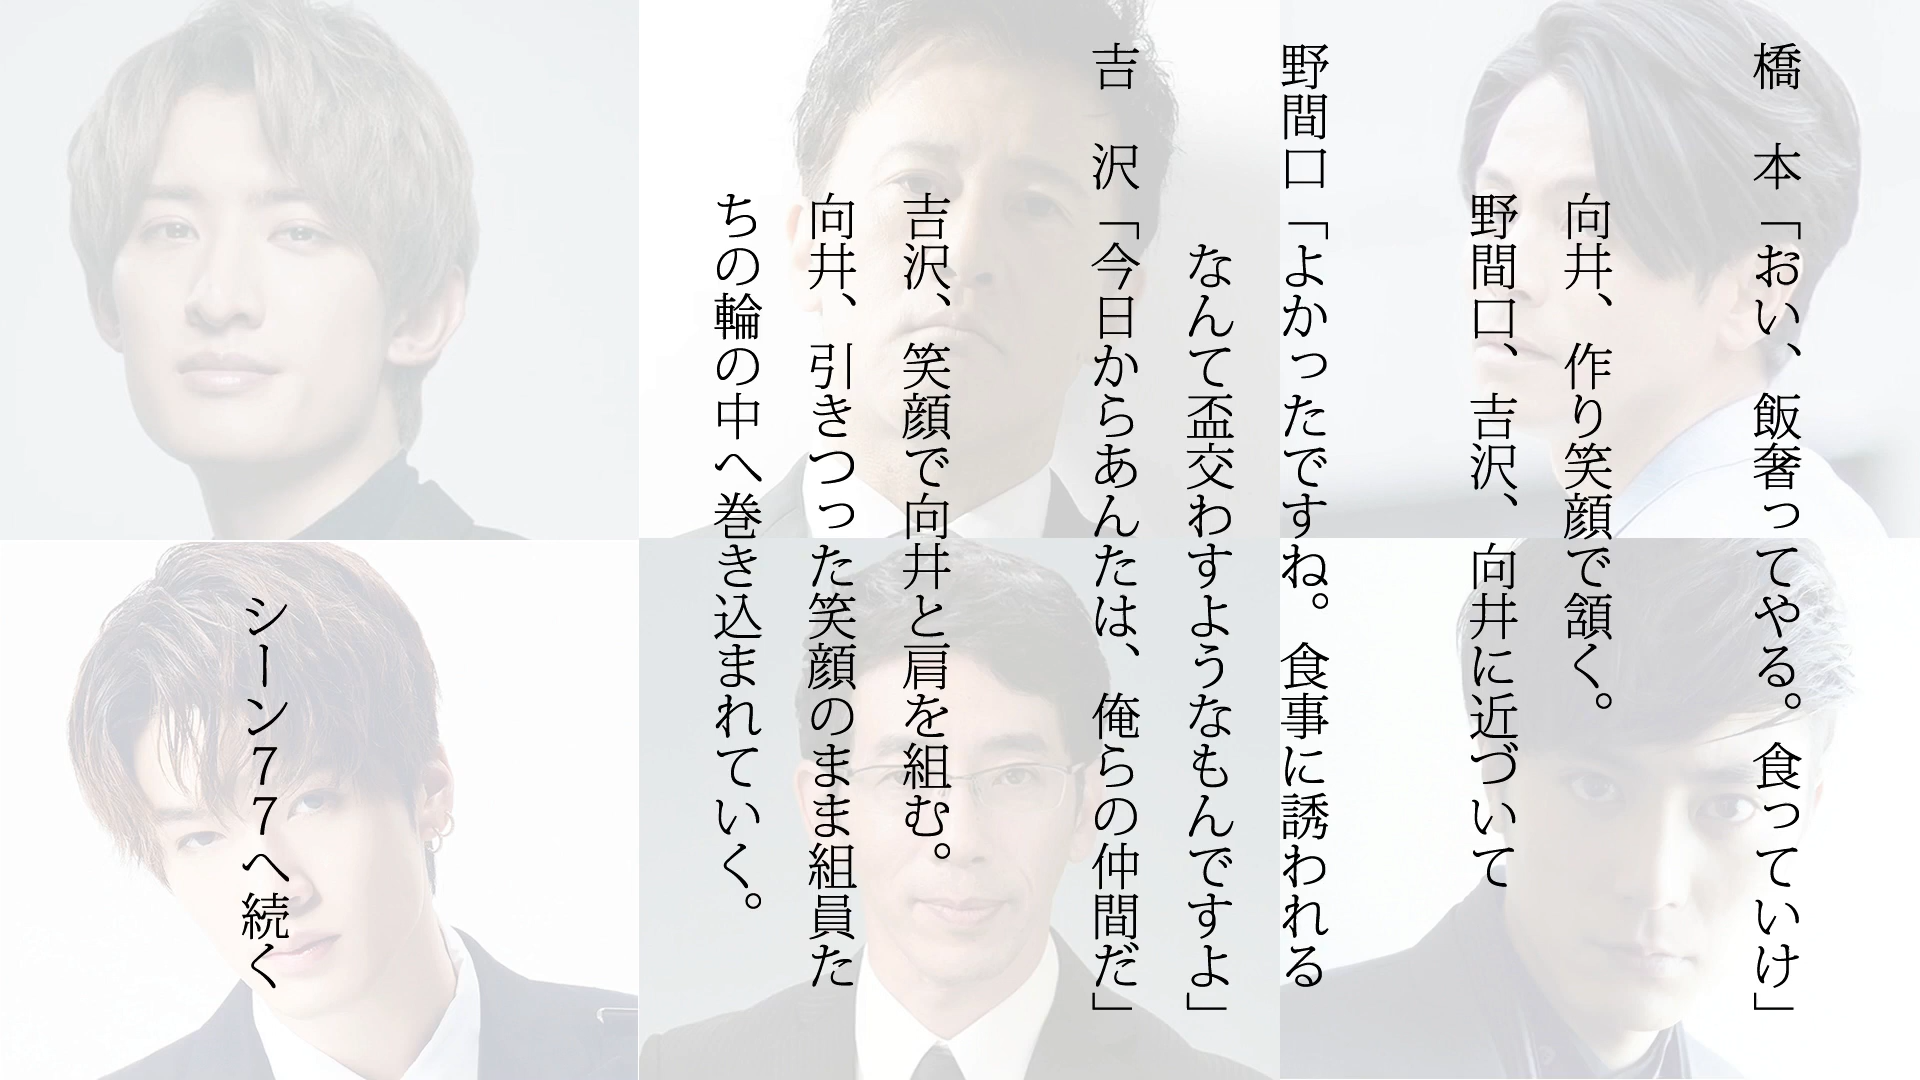 橋　本「おい、飯奢ってやる。食っていけ」
向井、作り笑顔で頷く。
野間口、吉沢、向井に近づいて
野間口「よかったですね。食事に誘われる
なんて盃交わすようなもんですよ」
吉　沢「今日からあんたは、俺らの仲間だ」
吉沢、笑顔で向井と肩を組む。
向井、引きつった笑顔のまま組員た
ちの輪の中へ巻き込まれていく。
シーン７７へ続く